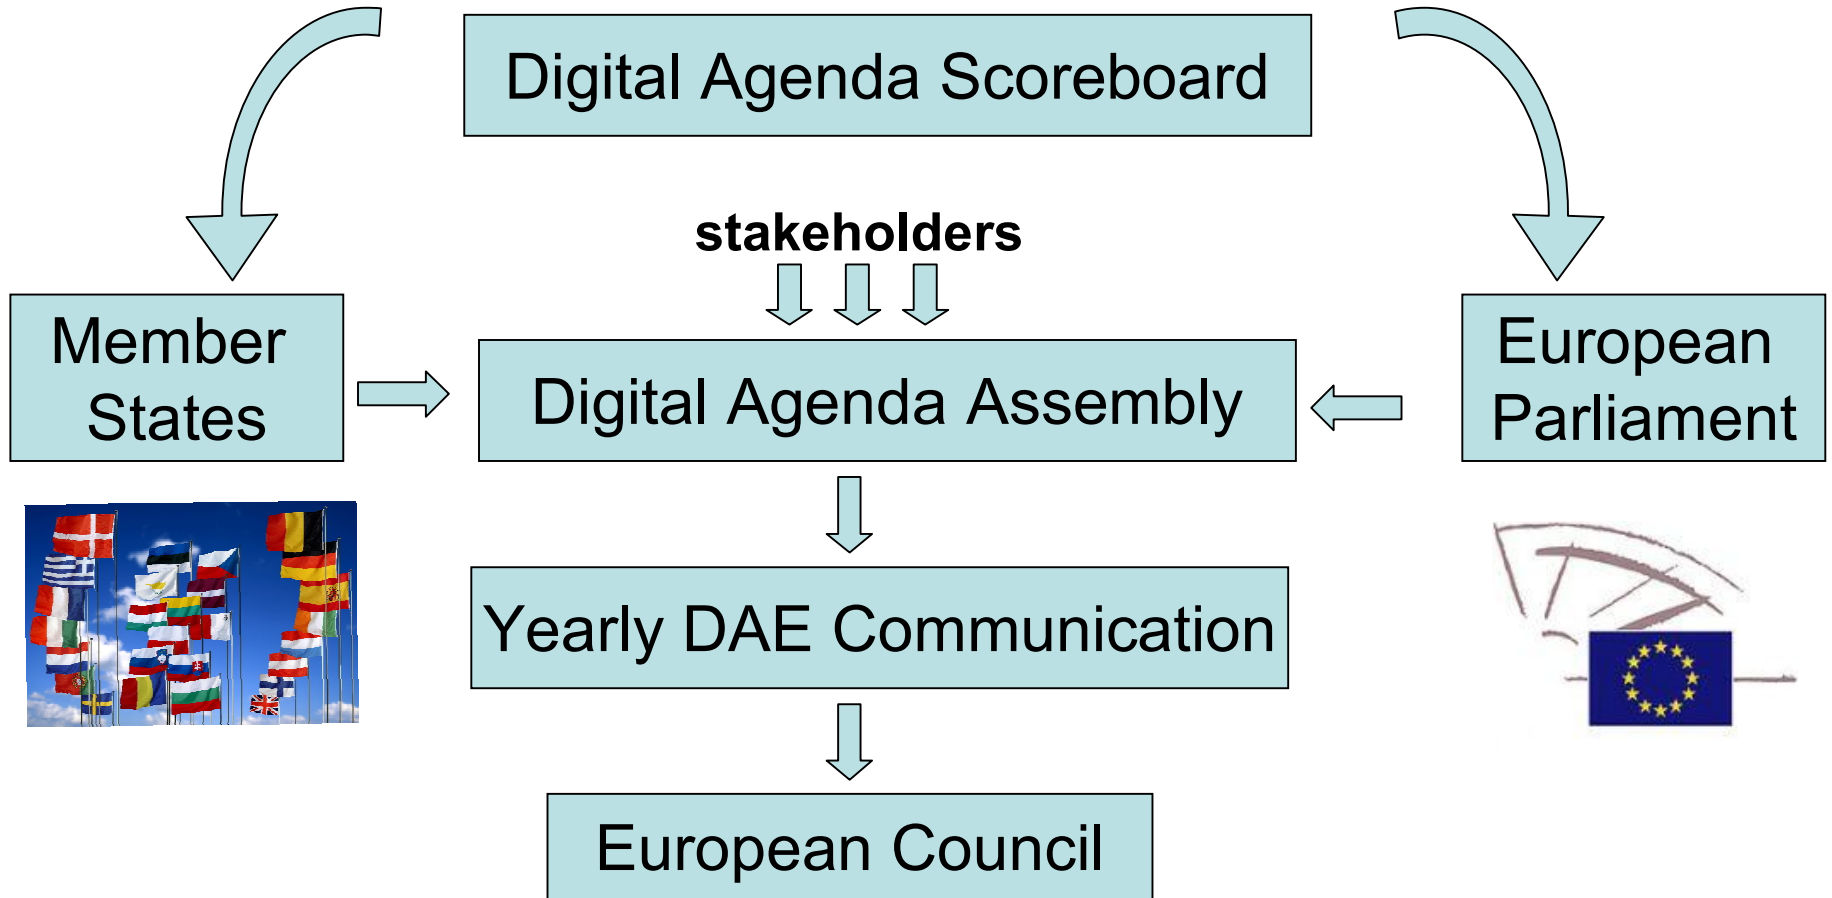 Digital Agenda Scoreboard
stakeholders
Member
States
Digital Agenda Assembly
European
Parliament
Yearly DAE Communication
European Council